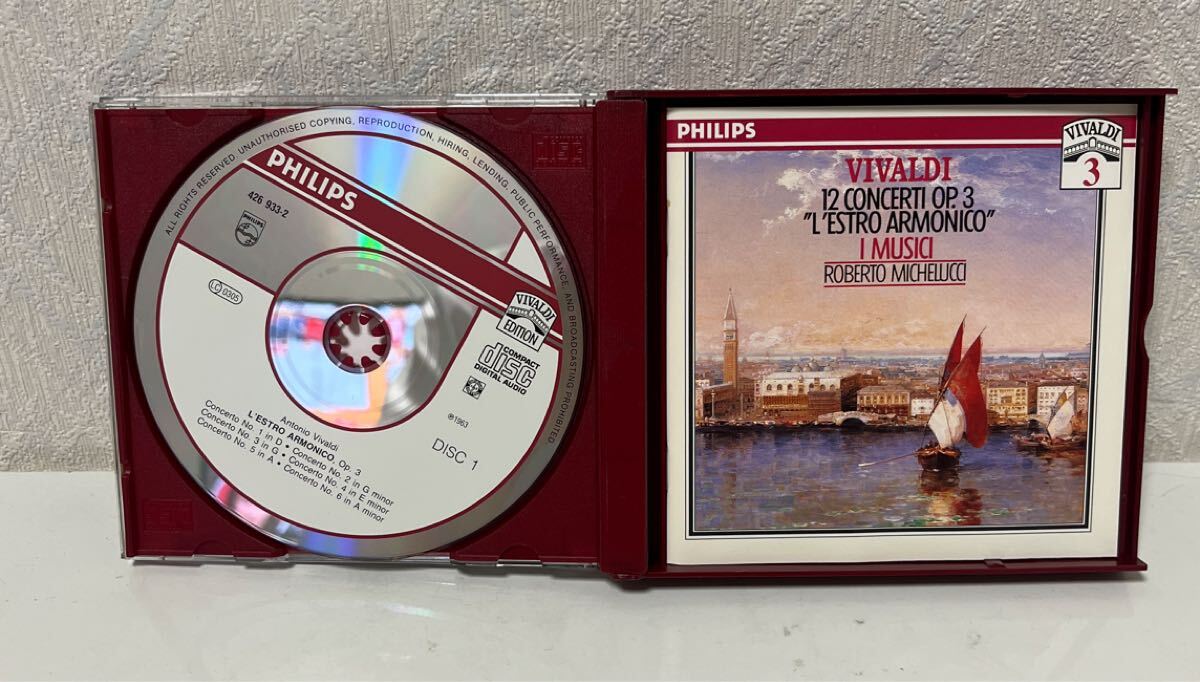 ALL RIGHTS RESERVED. UNAUTHORISED COPYING, REPRODUCTION, HIRING, LENDING, PUBLIC PERFORMANCE, AND BROADCASTING PROHIBITED
PHILIPS
426 933-2
PHILIPS
LC 0305
VIVALDI
EDITION
COMPACT
disc
DIGITAL AUDIO
℗1963
DISC 1
Antonio Vivaldi
L'ESTRO ARMONICO, Op. 3
Concerto No. 1 in D • Concerto No. 2 in G minor
Concerto No. 3 in G • Concerto No. 4 in E minor
Concerto No. 5 in A • Concerto No. 6 in A minor
PHILIPS
VIVALDI
3
VIVALDI
12 CONCERTI OP. 3
"L'ESTRO ARMONICO"
I MUSICI
ROBERTO MICHELUCCI